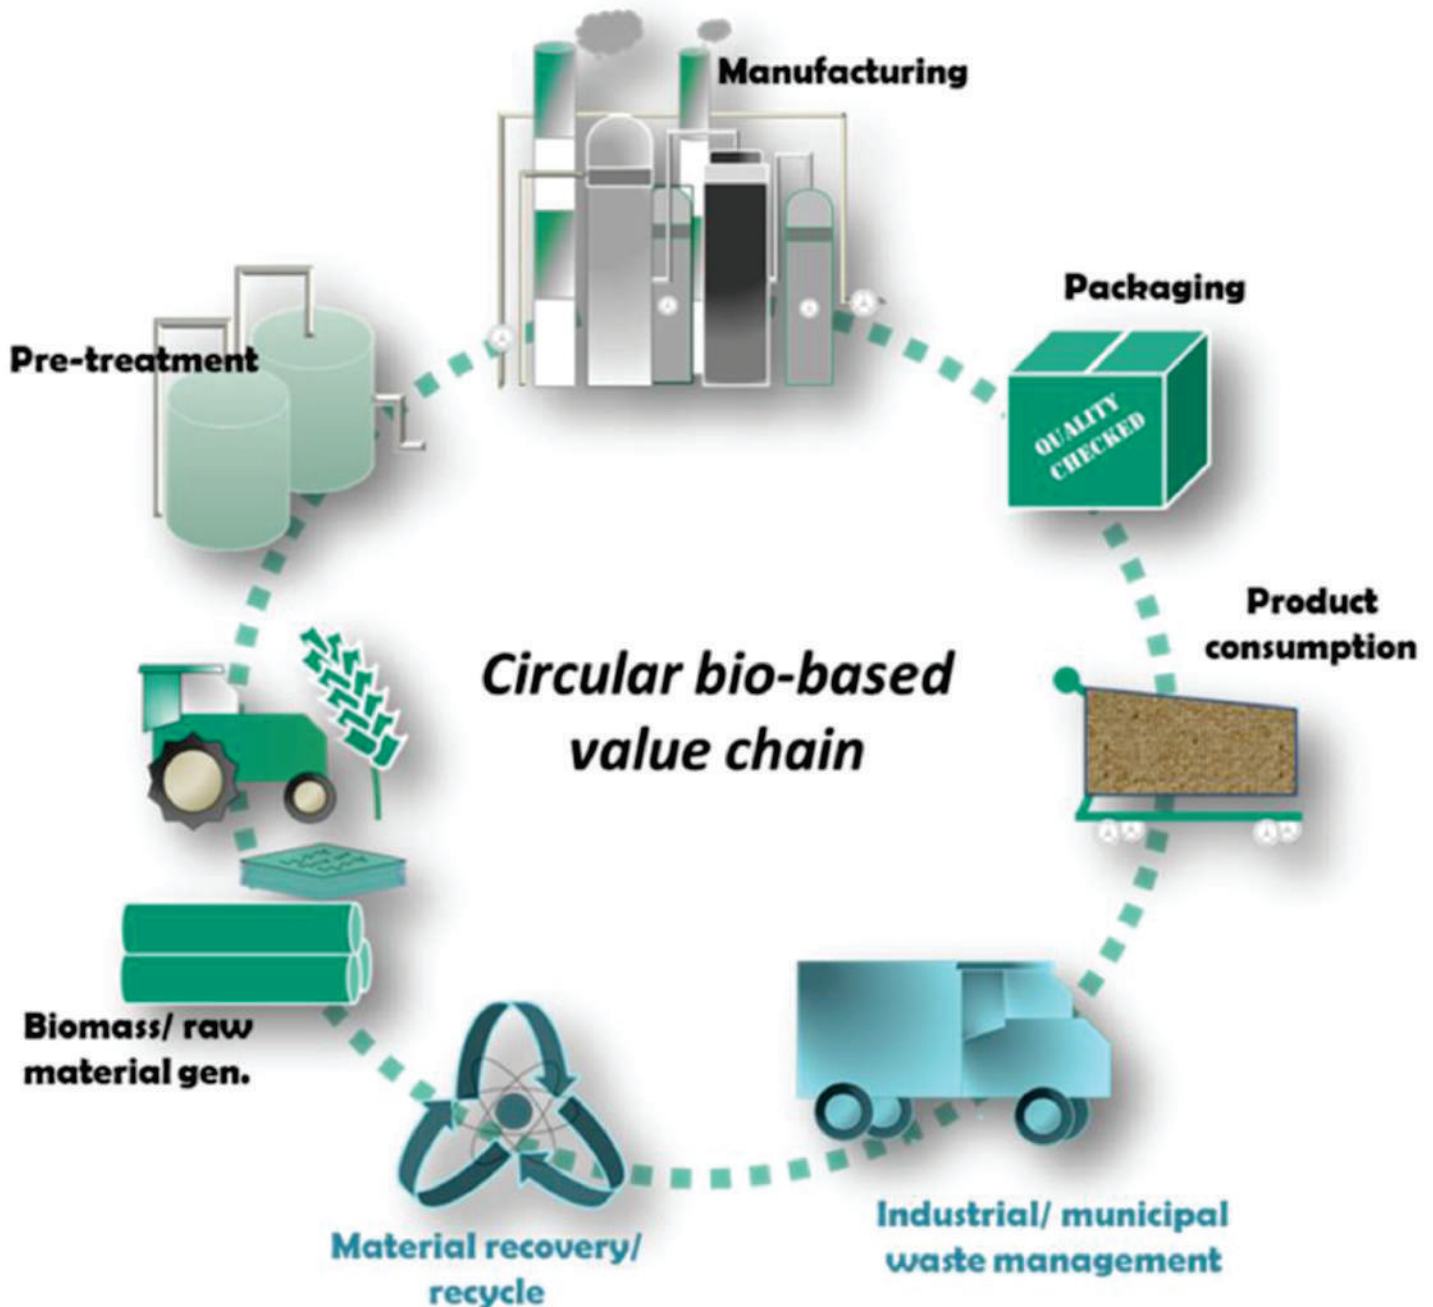 Manufacturing
Packaging
Pre-treatment
QUALITY
CHECKED
Product
consumption
Circular bio-based
value chain
Biomass/ raw
material gen.
Industrial/ municipal
waste management
Material recovery/
recycle